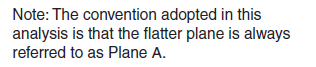 Note: The convention adopted in this
analysis is that the flatter plane is always
referred to as Plane A.